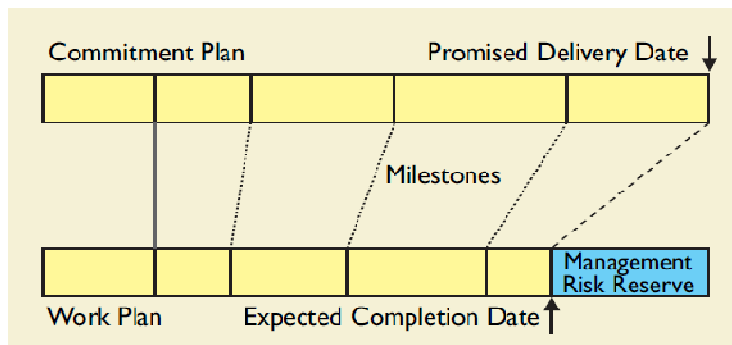 Commitment Plan
Promised Delivery Date
Milestones
Management
Risk Reserve
Work Plan
Expected Completion Date